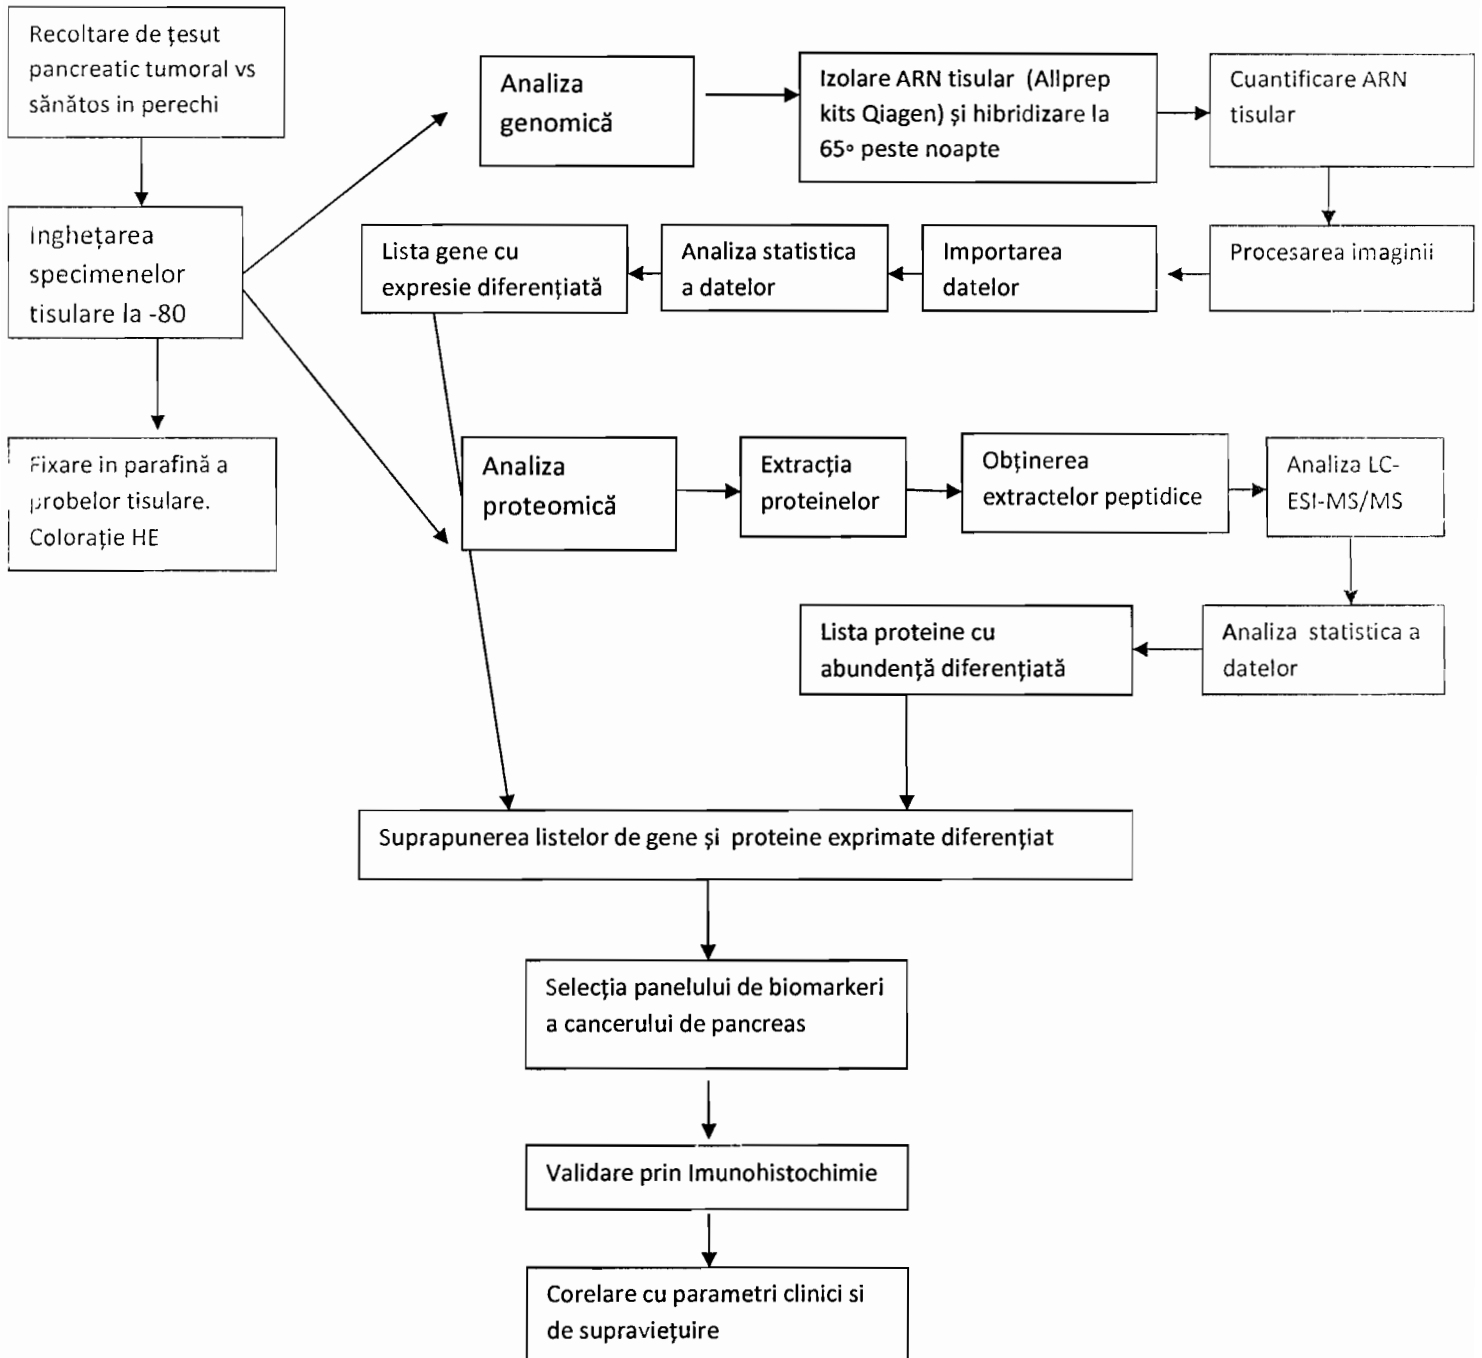 Recoltare de țesut
pancreatic tumoral vs
sănătos in perechi
Analiza
genomică
Izolare ARN tisular (Allprep
kits Qiagen) și hibridizare la
65° peste noapte
Cuantificare ARN
tisular
Inghețarea
specimenelor
tisulare la -80
Lista gene cu
expresie diferențiată
Analiza statistica
a datelor
Importarea
datelor
Procesarea imaginii
Fixare in parafină a
probelor tisulare.
Colorație HE
Analiza
proteomică
Extracția
proteinelor
Obținerea
extractelor peptidice
Analiza LC-
ESI-MS/MS
Lista proteine cu
abundență diferențiată
Analiza statistica a
datelor
Suprapunerea listelor de gene și proteine exprimate diferențiat
Selecția panelului de biomarkeri
a cancerului de pancreas
Validare prin Imunohistochimie
Corelare cu parametri clinici si
de supraviețuire